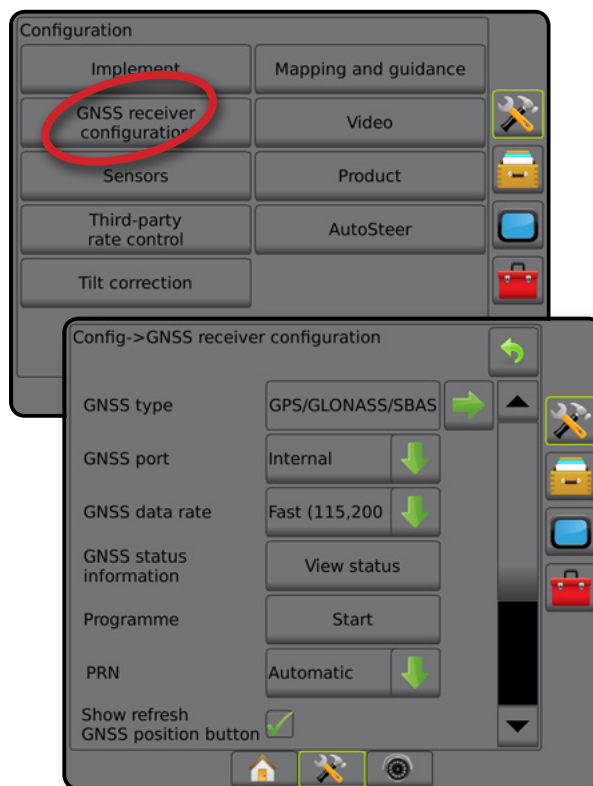 Configuration
Implement
Mapping and guidance
GNSS receiver
configuration
Video
Sensors
Product
Third-party
rate control
AutoSteer
Tilt correction
Config->GNSS receiver configuration
GNSS type
GPS/GLONASS/SBAS
GNSS port
Internal
GNSS data rate
Fast (115,200
GNSS status
information
View status
Programme
Start
PRN
Automatic
Show refresh
GNSS position button